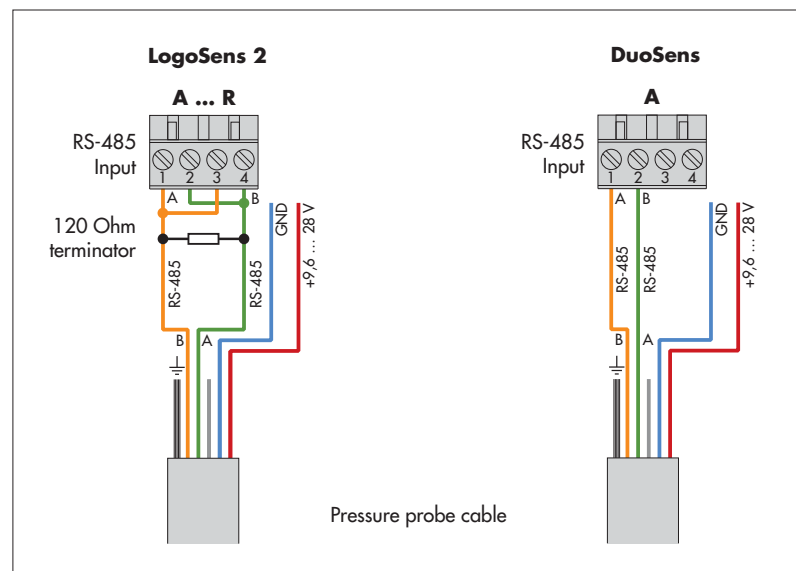 LogoSens 2
A ... R
RS-485
Input
1 2 3 4
A B
120 Ohm
terminator
RS-485
RS-485
GND
+9,6 ... 28 V
B A
DuoSens
A
RS-485
Input
1 2 3 4
A B
RS-485
RS-485
GND
+9,6 ... 28 V
B A
Pressure probe cable